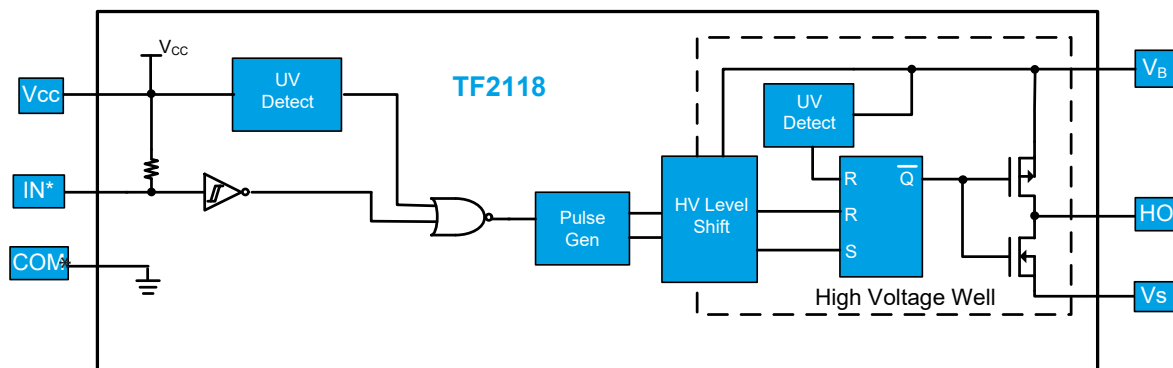 VCC
Vcc
UV
Detect
TF2118
VB
UV
Detect
IN*
HV Level
Shift
R
Q
R
S
Pulse
Gen
HO
COM
High Voltage Well
Vs